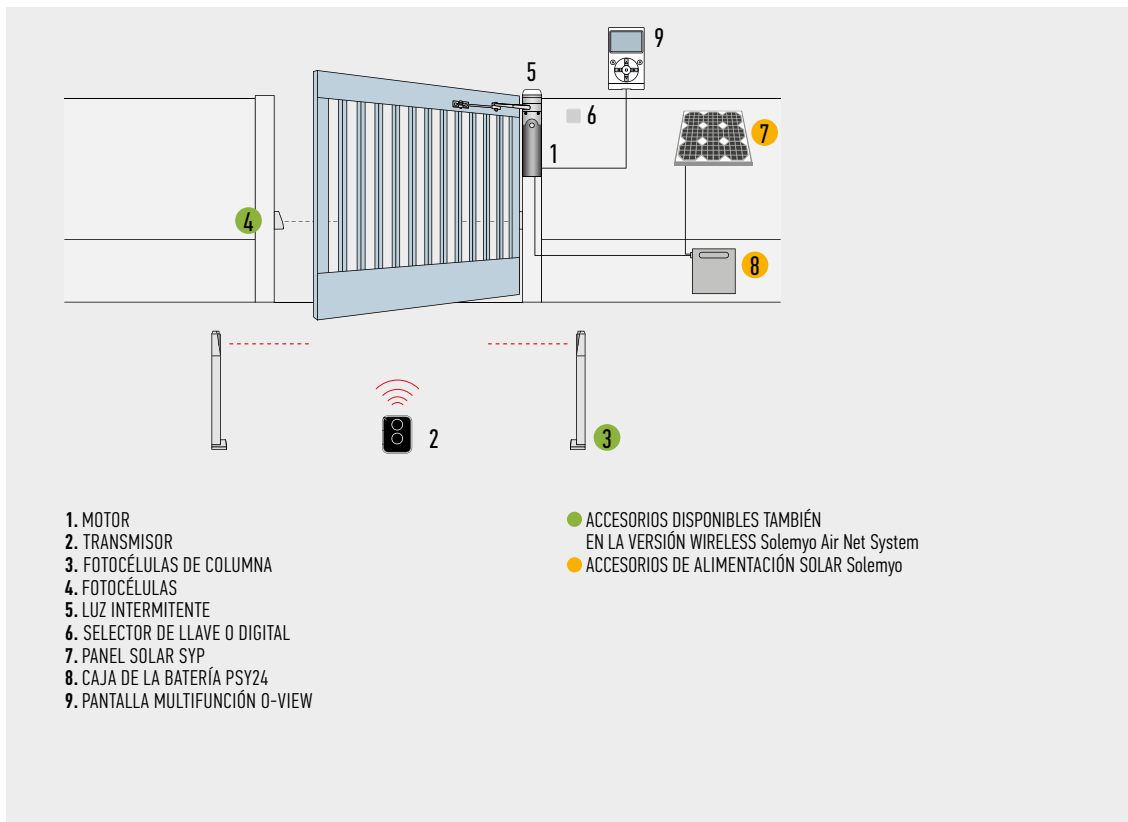 9
5
6
7
1
4
8
2
3
1. MOTOR
2. TRANSMISOR
3. FOTOCÉLULAS DE COLUMNA
4. FOTOCÉLULAS
5. LUZ INTERMITENTE
6. SELECTOR DE LLAVE O DIGITAL
7. PANEL SOLAR SYP
8. CAJA DE LA BATERÍA PSY24
9. PANTALLA MULTIFUNCIÓN O-VIEW
ACCESORIOS DISPONIBLES TAMBIÉN
EN LA VERSIÓN WIRELESS Solemyo Air Net System
ACCESORIOS DE ALIMENTACIÓN SOLAR Solemyo